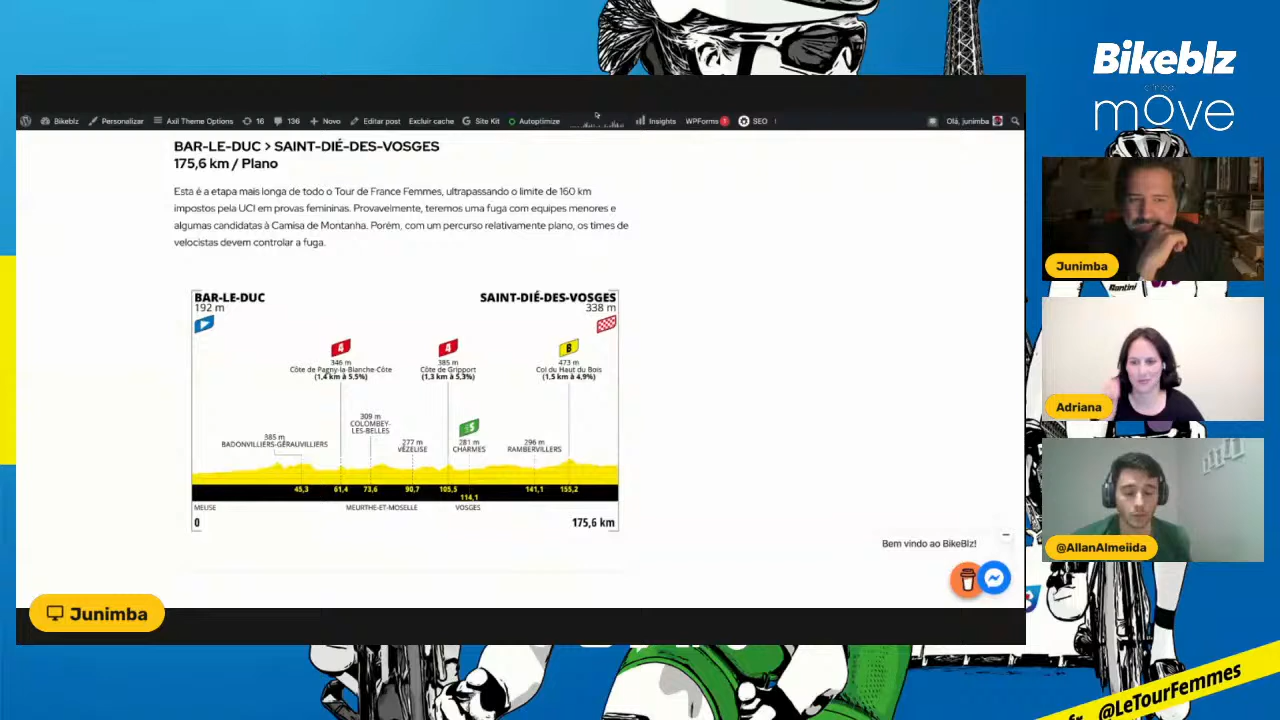 Bikeblz
clínica
mOve
Bikeblz
Personalizar
Axil Theme Options
16
136
Novo
Editar post
Excluir cache
Site Kit
Autoptimize
Insights
WPForms
SEO
Olá, junimba
BAR-LE-DUC > SAINT-DIÉ-DES-VOSGES
175,6 km / Plano
Esta é a etapa mais longa de todo o Tour de France Femmes, ultrapassando o limite de 160 km
impostos pela UCI em provas femininas. Provavelmente, teremos uma fuga com equipes menores e
algumas candidatas à Camisa de Montanha. Porém, com um percurso relativamente plano, os times de
velocistas devem controlar a fuga.
BAR-LE-DUC
192 m
SAINT-DIÉ-DES-VOSGES
338 m
4
346 m
Côte de Pagny-la-Blanche-Côte
(1,4 km à 5.5%)
4
385 m
Côte de Gripport
(1,3 km à 5,3%)
B
473 m
Col du Haut du Bois
(1,5 km à 4,9%)
385 m
BADONVILLIERS-GÉRAUVILLIERS
309 m
COLOMBEY-
LES-BELLES
277 m
VÉZELISE
S
281 m
CHARMES
296 m
RAMBERVILLERS
45,3
61,4
73,6
90,7
105,5
114,1
141,1
155,2
MEUSE
MEURTHE-ET-MOSELLE
VOSGES
0
175,6 km
Bem vindo ao BikeBlz!
Junimba
Junimba
Rantini
Adriana
@AllanAlmeiida
.fr @LeTourFemmes